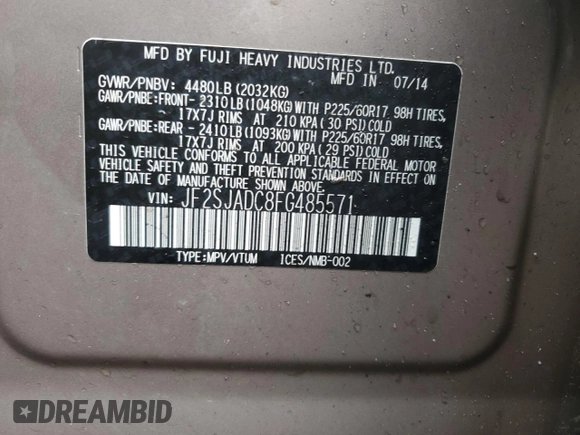 MFD BY FUJI HEAVY INDUSTRIES LTD.
MFD IN 07/14
GVWR/PNBV: 4480LB(2032KG)
GAWR/PNBE:FRONT- 2310LB(1048KG)WITH P225/60R17 98H TIRES,
17X7J RIMS AT 210 KPA(30 PSI)COLD
GAWR/PNBE:REAR - 2410LB(1093KG)WITH P225/60R17 98H TIRES,
17X7J RIMS AT 200 KPA(29 PSI)COLD
THIS VEHICLE CONFORMS TO ALL APPLICABLE FEDERAL MOTOR
VEHICLE SAFETY AND THEFT PREVENTION STANDARDS IN EFFECT ON
THE DATE OF MANUFACTURE SHOWN ABOVE.
VIN: JF2SJADC8FG485571
TYPE:MPV/VTUM ICES/NMB-002
DREAMBID